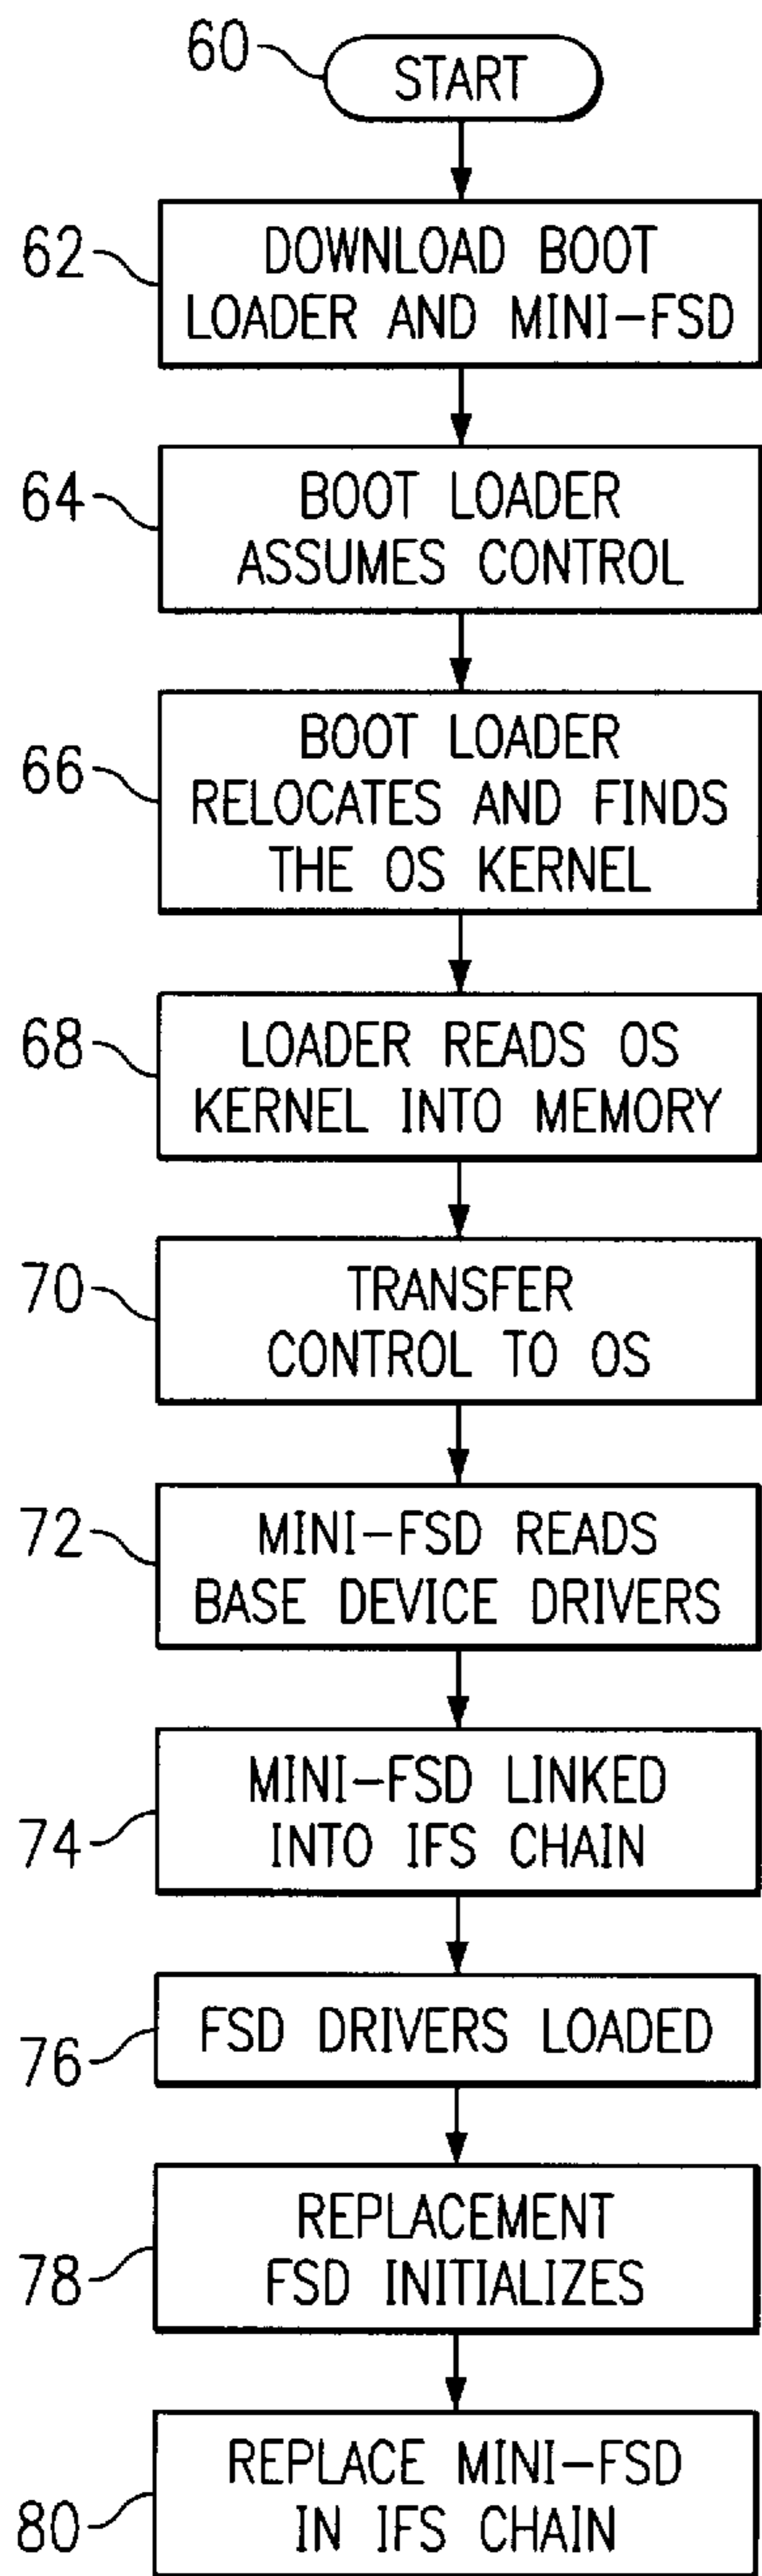 60
START
62
DOWNLOAD BOOT
LOADER AND MINI-FSD
64
BOOT LOADER
ASSUMES CONTROL
66
BOOT LOADER
RELOCATES AND FINDS
THE OS KERNEL
68
LOADER READS OS
KERNEL INTO MEMORY
70
TRANSFER
CONTROL TO OS
72
MINI-FSD READS
BASE DEVICE DRIVERS
74
MINI-FSD LINKED
INTO IFS CHAIN
76
FSD DRIVERS LOADED
78
REPLACEMENT
FSD INITIALIZES
80
REPLACE MINI-FSD
IN IFS CHAIN